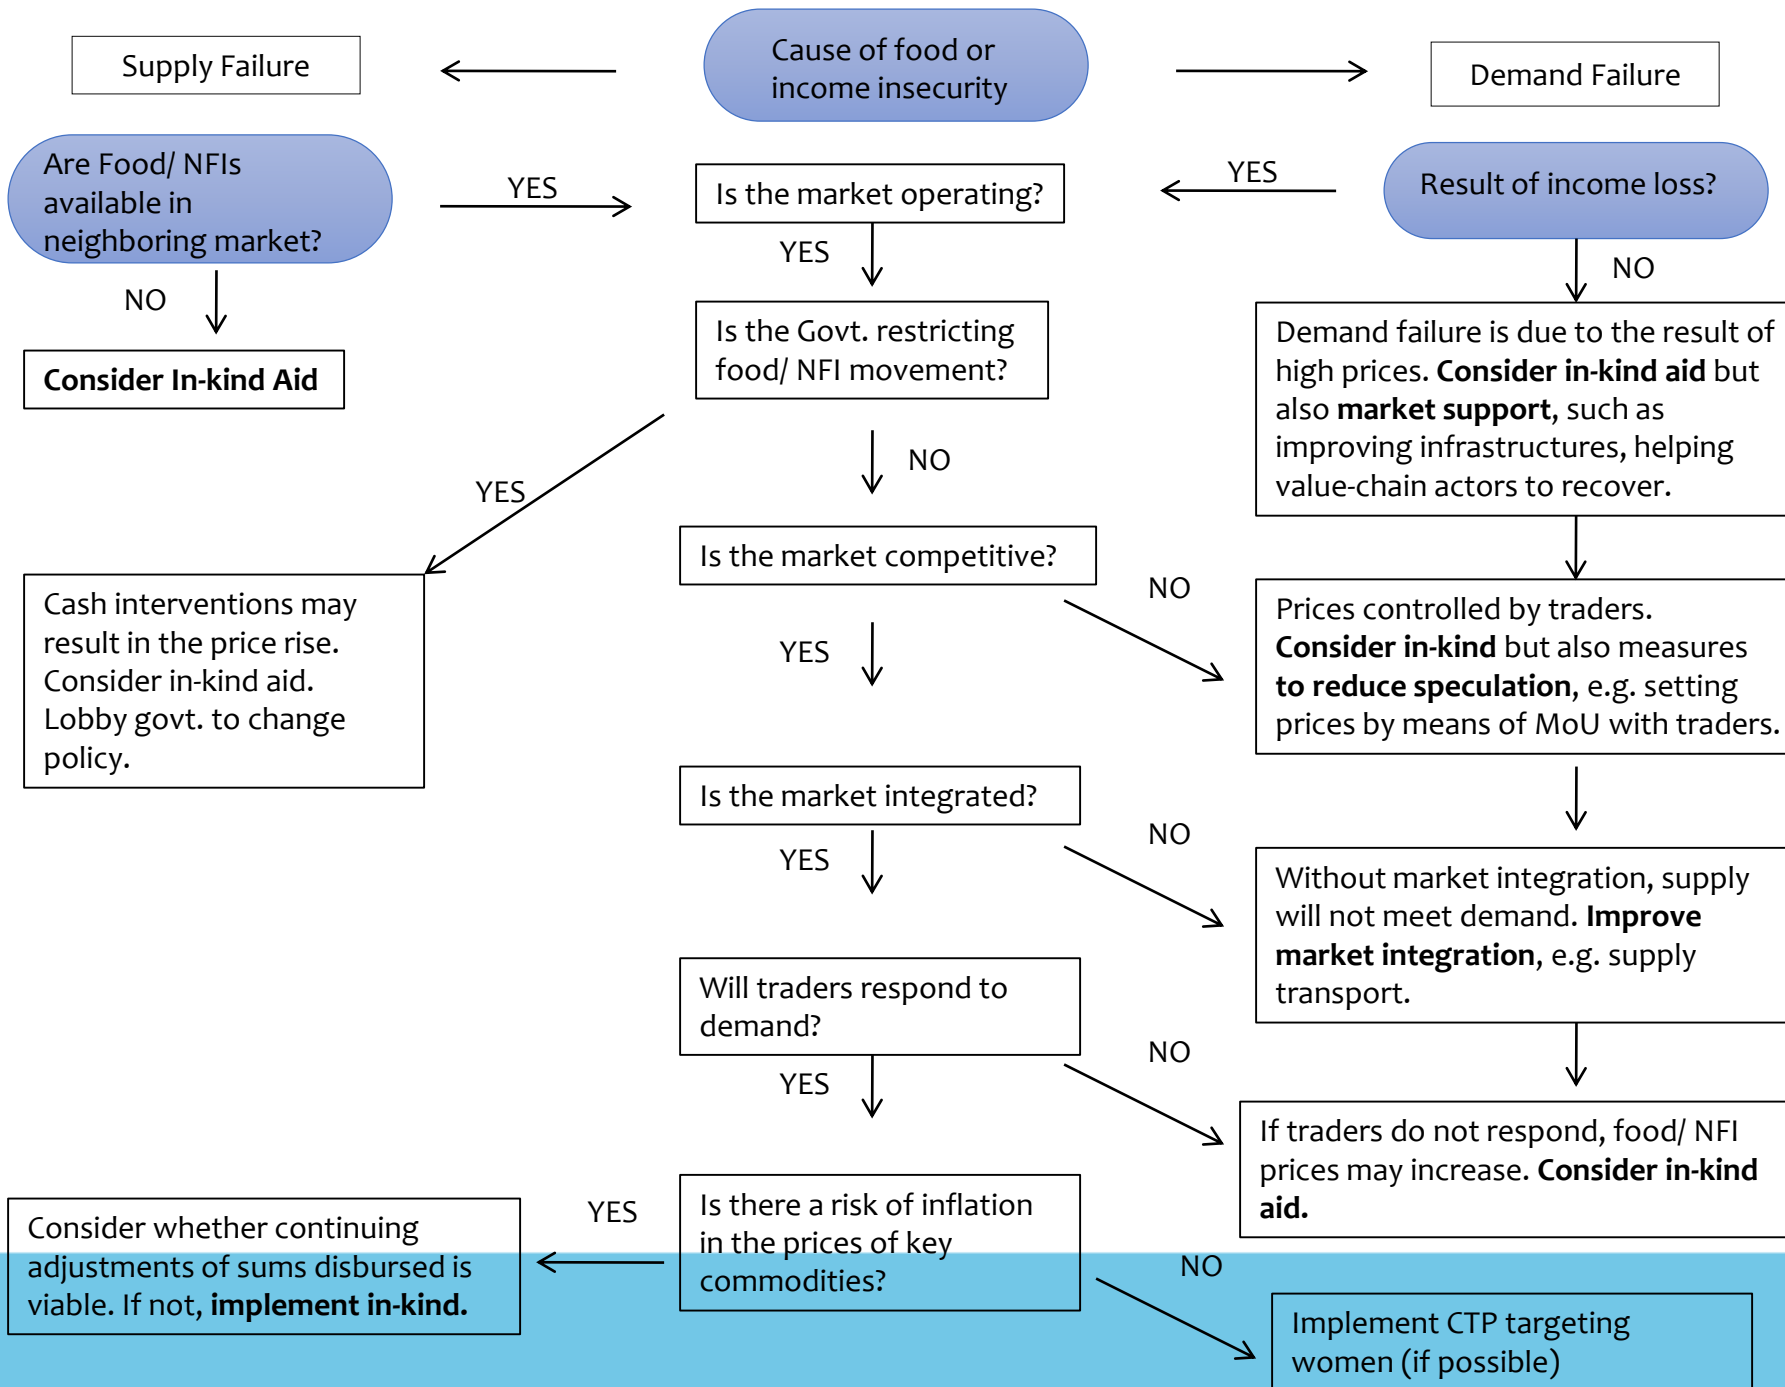 Supply Failure
Cause of food or
income insecurity
Demand Failure
Are Food/ NFIs
available in
neighboring market?
YES
Is the market operating?
YES
Result of income loss?
NO
YES
NO
Consider In-kind Aid
Is the Govt. restricting
food/ NFI movement?
Demand failure is due to the result of
high prices. Consider in-kind aid but
also market support, such as
improving infrastructures, helping
value-chain actors to recover.
YES
NO
Is the market competitive?
NO
Cash interventions may
result in the price rise.
Consider in-kind aid.
Lobby govt. to change
policy.
YES
Prices controlled by traders.
Consider in-kind but also measures
to reduce speculation, e.g. setting
prices by means of MoU with traders.
Is the market integrated?
NO
YES
Without market integration, supply
will not meet demand. Improve
market integration, e.g. supply
transport.
Will traders respond to
demand?
NO
YES
If traders do not respond, food/ NFI
prices may increase. Consider in-kind
aid.
Is there a risk of inflation
in the prices of key
commodities?
YES
Consider whether continuing
adjustments of sums disbursed is
viable. If not, implement in-kind.
NO
Implement CTP targeting
women (if possible)